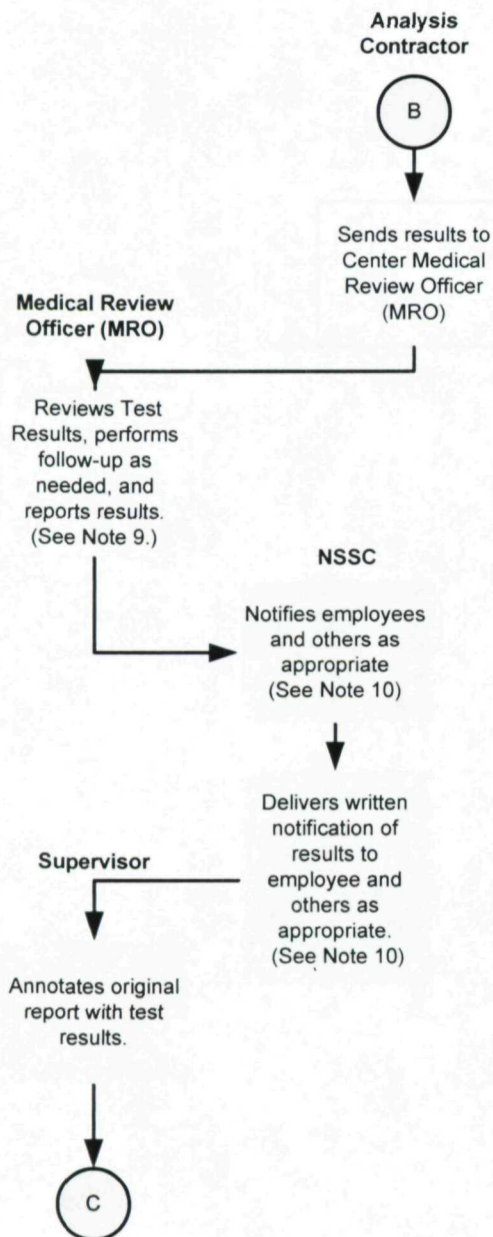 Analysis
Contractor
B
Sends results to
Center Medical
Review Officer
(MRO)
Medical Review
Officer (MRO)
Reviews Test
Results, performs
follow-up as
needed, and
reports results.
(See Note 9.)
NSSC
Notifies employees
and others as
appropriate
(See Note 10)
Delivers written
notification of
results to
employee and
others as
appropriate.
(See Note 10)
Supervisor
Annotates original
report with test
results.
C